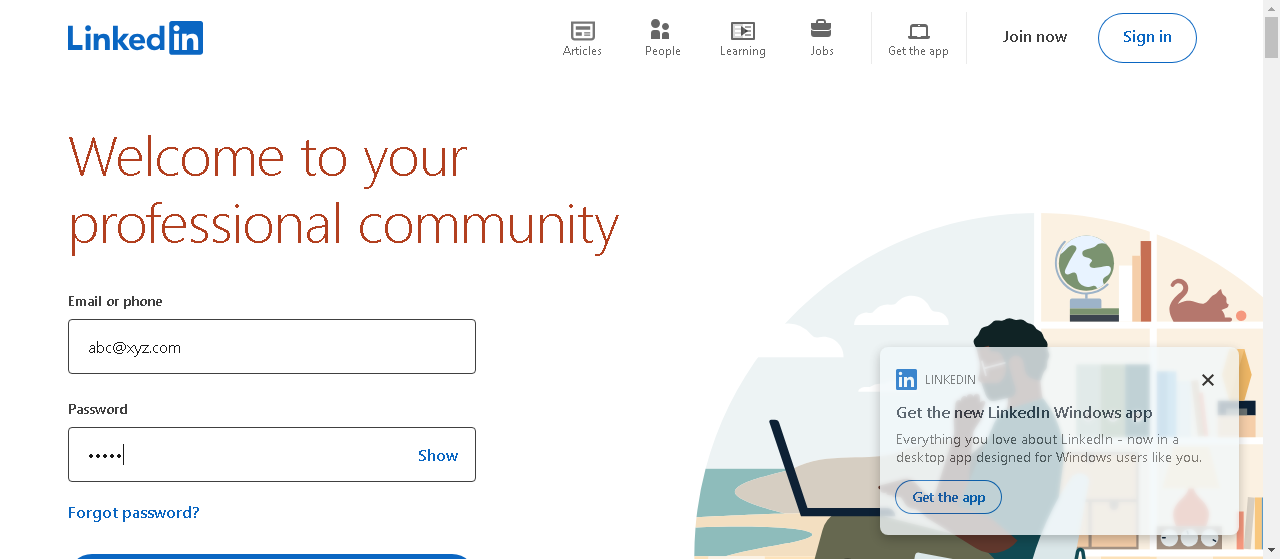 LinkedIn
Articles
People
Learning
Jobs
Get the app
Join now
Sign in
Welcome to your
professional community
Email or phone
abc@xyz.com
Password
•••••
Show
Forgot password?
in LINKEDIN
Get the new LinkedIn Windows app
Everything you love about LinkedIn - now in a
desktop app designed for Windows users like you.
Get the app